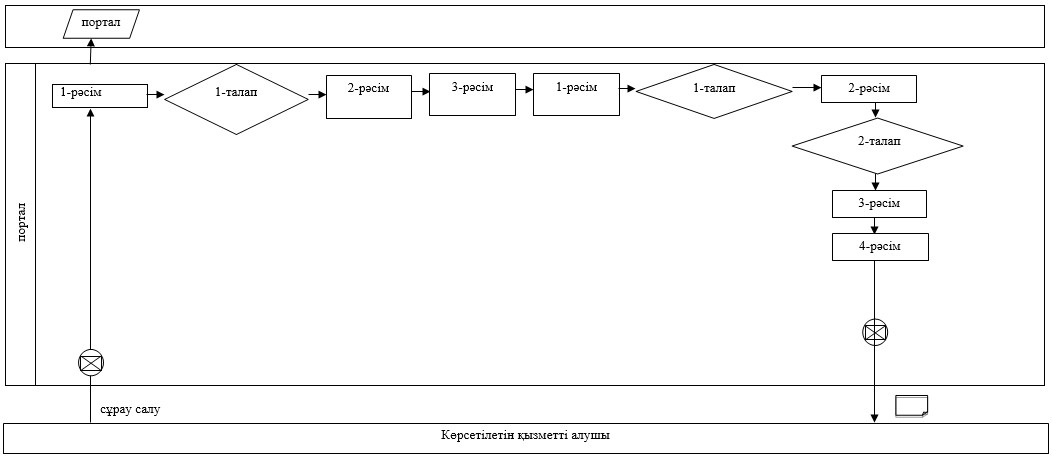 портал
1-рәсім
1-талап
2-рәсім
3-рәсім
1-рәсім
1-талап
2-рәсім
2-талап
3-рәсім
4-рәсім
портал
сұрау салу
Көрсетілетін қызметті алушы